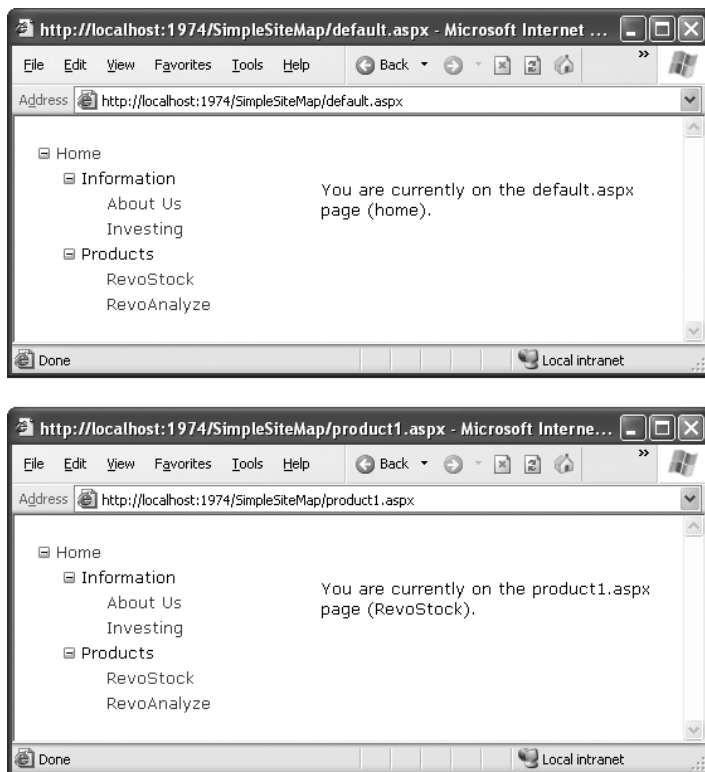 http://localhost:1974/SimpleSiteMap/default.aspx - Microsoft Internet ...
File Edit View Favorites Tools Help Back »
Address http://localhost:1974/SimpleSiteMap/default.aspx
Home
Information
About Us
Investing
Products
RevoStock
RevoAnalyze
You are currently on the default.aspx
page (home).
Done Local intranet
http://localhost:1974/SimpleSiteMap/product1.aspx - Microsoft Interne...
File Edit View Favorites Tools Help Back »
Address http://localhost:1974/SimpleSiteMap/product1.aspx
Home
Information
About Us
Investing
Products
RevoStock
RevoAnalyze
You are currently on the product1.aspx
page (RevoStock).
Done Local intranet